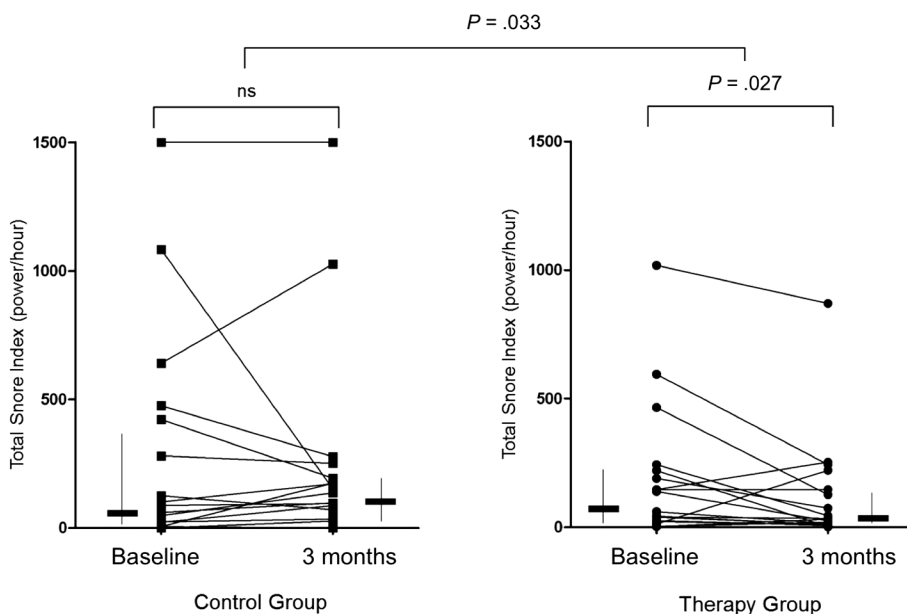 P = .033
ns
P = .027
1500
1000
500
0
Total Snore Index (power/hour)
Baseline
3 months
Control Group
1500
1000
500
0
Total Snore Index (power/hour)
Baseline
3 months
Therapy Group